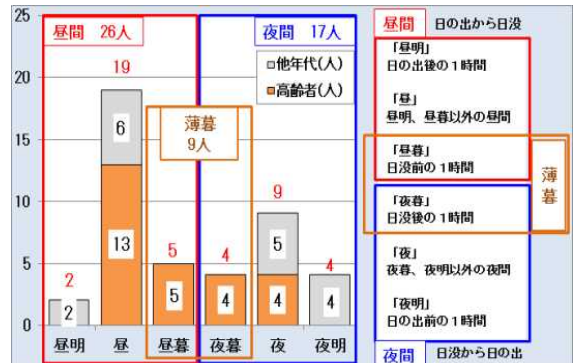 昼間 26人
夜間 17人
他年代(人)
高齢者(人)
薄暮
9人
25
20
15
10
5
0
2
2
19
6
13
5
5
4
4
9
5
4
4
4
昼明
昼
昼暮
夜暮
夜
夜明
昼間 日の出から日没
「昼明」
日の出後の1時間
「昼」
昼明、昼暮以外の昼間
「昼暮」
日没前の1時間
薄暮
「夜暮」
日没後の1時間
「夜」
夜暮、夜明以外の夜間
「夜明」
日の出前の1時間
夜間 日没から日の出